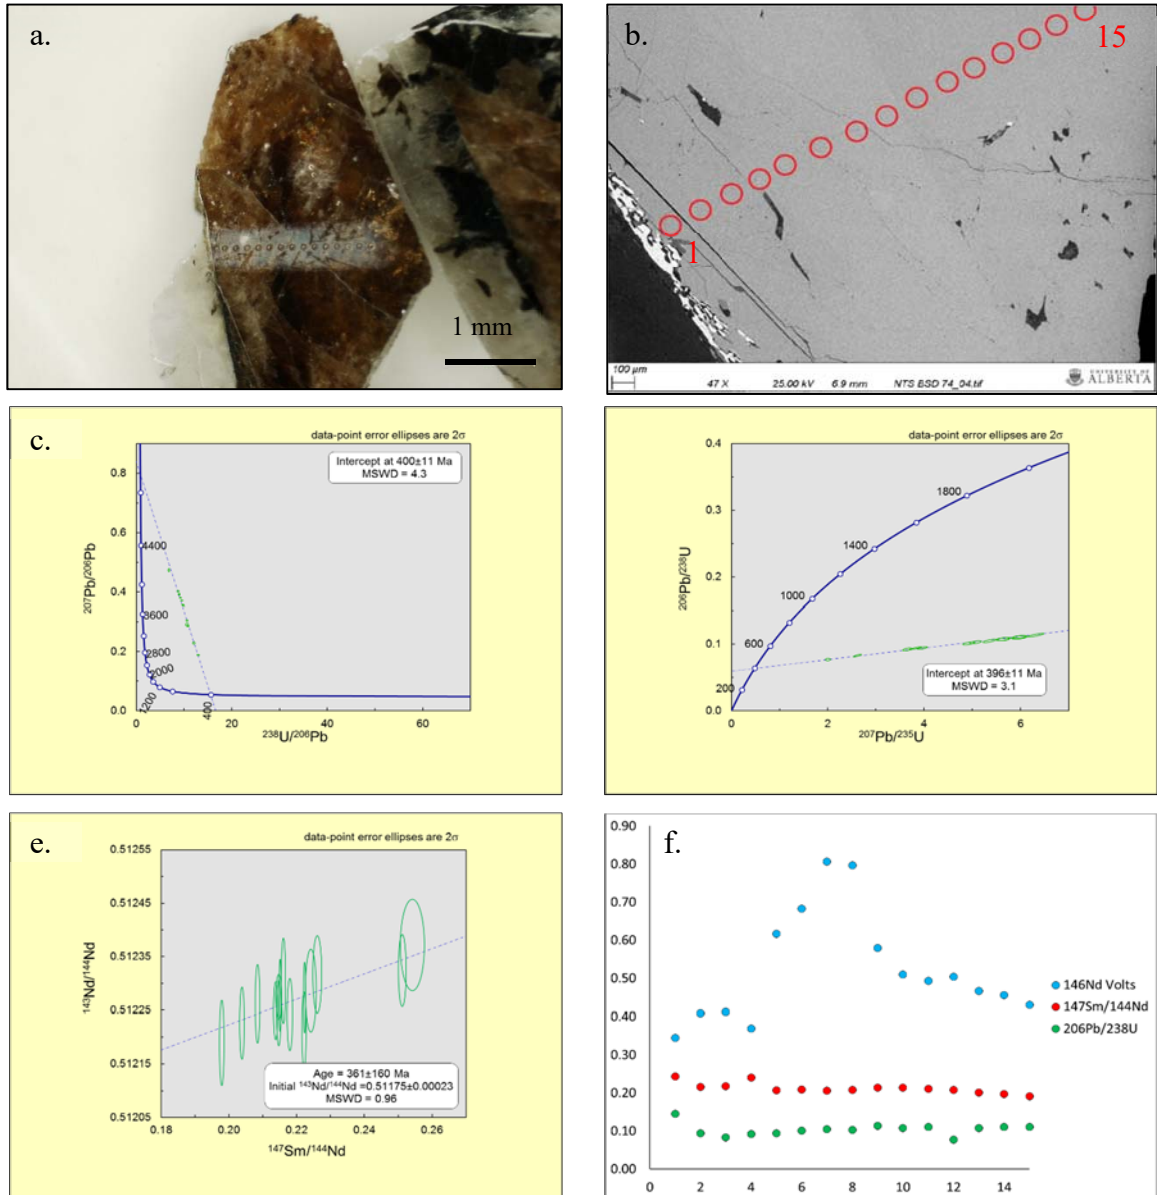 a.
1 mm
b.
15
1
100 µm
47 X 25.00 kV 6.9 mm NTS BSD 74_04.tif
UNIVERSITY OF
ALBERTA
c.
data-point error ellipses are 2σ
Intercept at 400±11 Ma
MSWD = 4.3
0.8
0.6
0.4
0.2
0.0
4400
3600
2800
2000
1200
400
0 20 40 60
207Pb/206Pb
238U/206Pb
data-point error ellipses are 2σ
0.4
0.3
0.2
0.1
0.0
1800
1400
1000
600
200
Intercept at 396±11 Ma
MSWD = 3.1
0 2 4 6
206Pb/238U
207Pb/235U
e.
data-point error ellipses are 2σ
0.51255
0.51245
0.51235
0.51225
0.51215
0.51205
143Nd/144Nd
Age = 361±160 Ma
Initial 143Nd/144Nd =0.51175±0.00023
MSWD = 0.96
0.18 0.20 0.22 0.24 0.26
147Sm/144Nd
f.
0.90
0.80
0.70
0.60
0.50
0.40
0.30
0.20
0.10
0.00
146Nd Volts
147Sm/144Nd
206Pb/238U
0 2 4 6 8 10 12 14